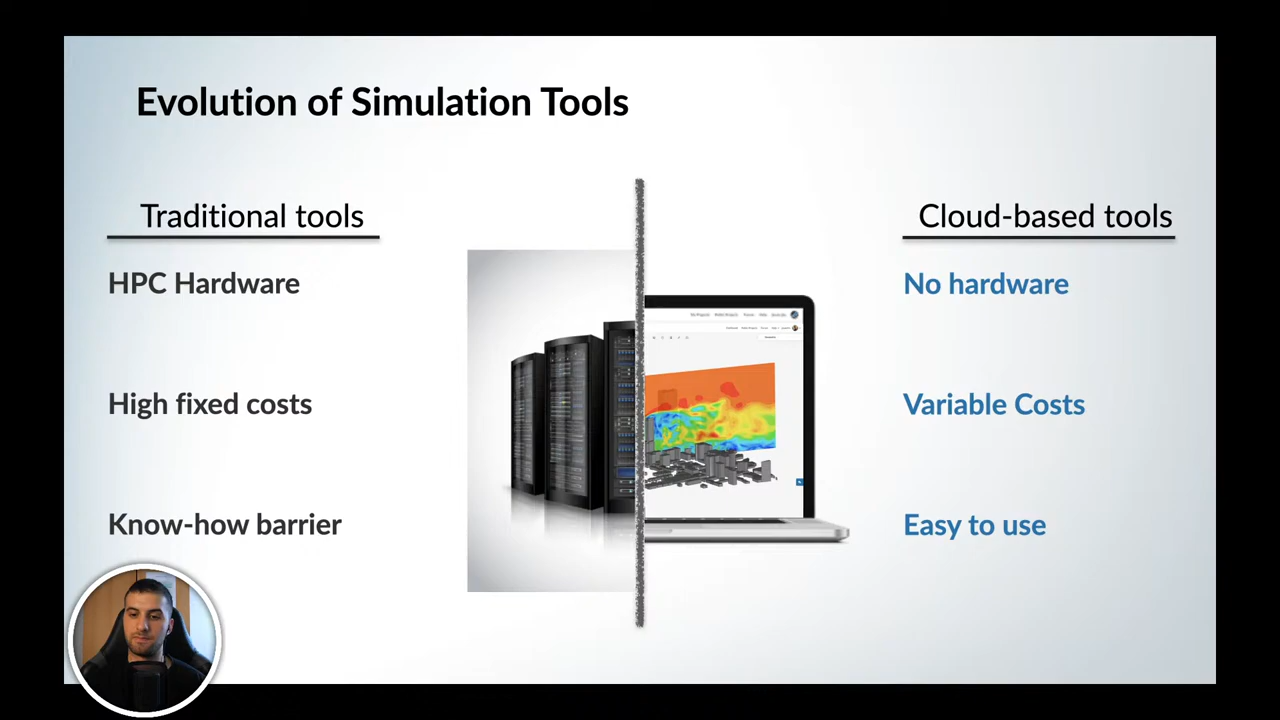 Evolution of Simulation Tools
Traditional tools
HPC Hardware
High fixed costs
Know-how barrier
Cloud-based tools
No hardware
Variable Costs
Easy to use